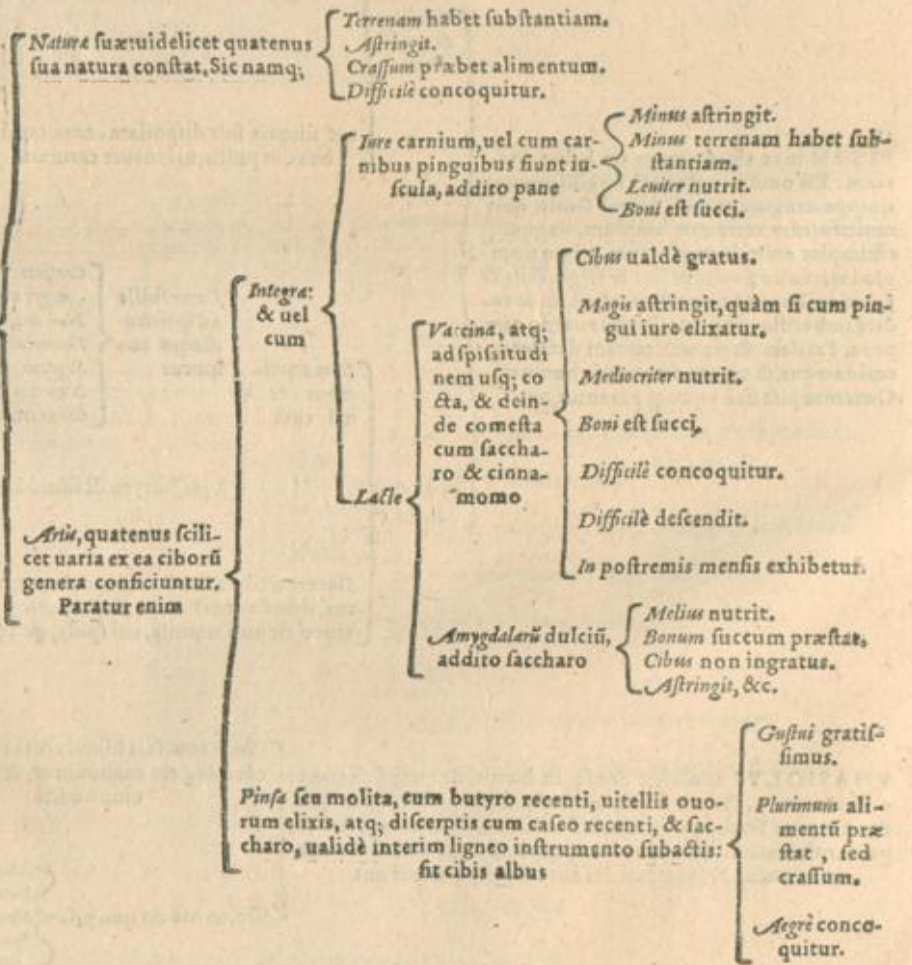 Naturæ ſuæ: uidelicet quatenus
ſua natura conſtat. Sic namq;
Terrenam habet ſubſtantiam.
Aſtringit.
Craſſum præbet alimentum.
Difficilè concoquitur.
Artis, quatenus ſcili-
cet uaria ex ea ciborũ
genera conficiuntur.
Paratur enim
Integra:
& uel
cum
Iure carnium, uel cum car-
nibus pinguibus fiunt iu-
ſcula, addito pane
Minus aſtringit.
Minus terrenam habet ſub-
ſtantiam.
Leuiter nutrit.
Boni eſt ſucci.
Lacte
Vaccina, atq;
ad ſpiſſitudi
nem uſq; co
cta, & dein-
de comeſta
cum ſaccha-
ro & cinna-
momo
Cibus ualdè gratus.
Magis aſtringit, quàm ſi cum pin-
gui iure elixatur.
Mediocriter nutrit.
Boni eſt ſucci.
Difficilè concoquitur.
Difficilè deſcendit.
In poſtremis menſis exhibetur.
Amygdalarũ dulciũ,
addito ſaccharo
Melius nutrit.
Bonum ſuccum præſtat.
Cibus non ingratus.
Aſtringit, &c.
Pinſa ſeu molita, cum butyro recenti, uitellis ouo-
rum elixis, atq; diſcerptis cum caſeo recenti, & ſac-
charo, ualidè interim ligneo inſtrumento ſubactis:
fit cibis albus
Guſtui gratiſ-
ſimus.
Plurimum ali-
mentũ præ
ſtat, ſed
craſſum.
Aegrè conco-
quitur.